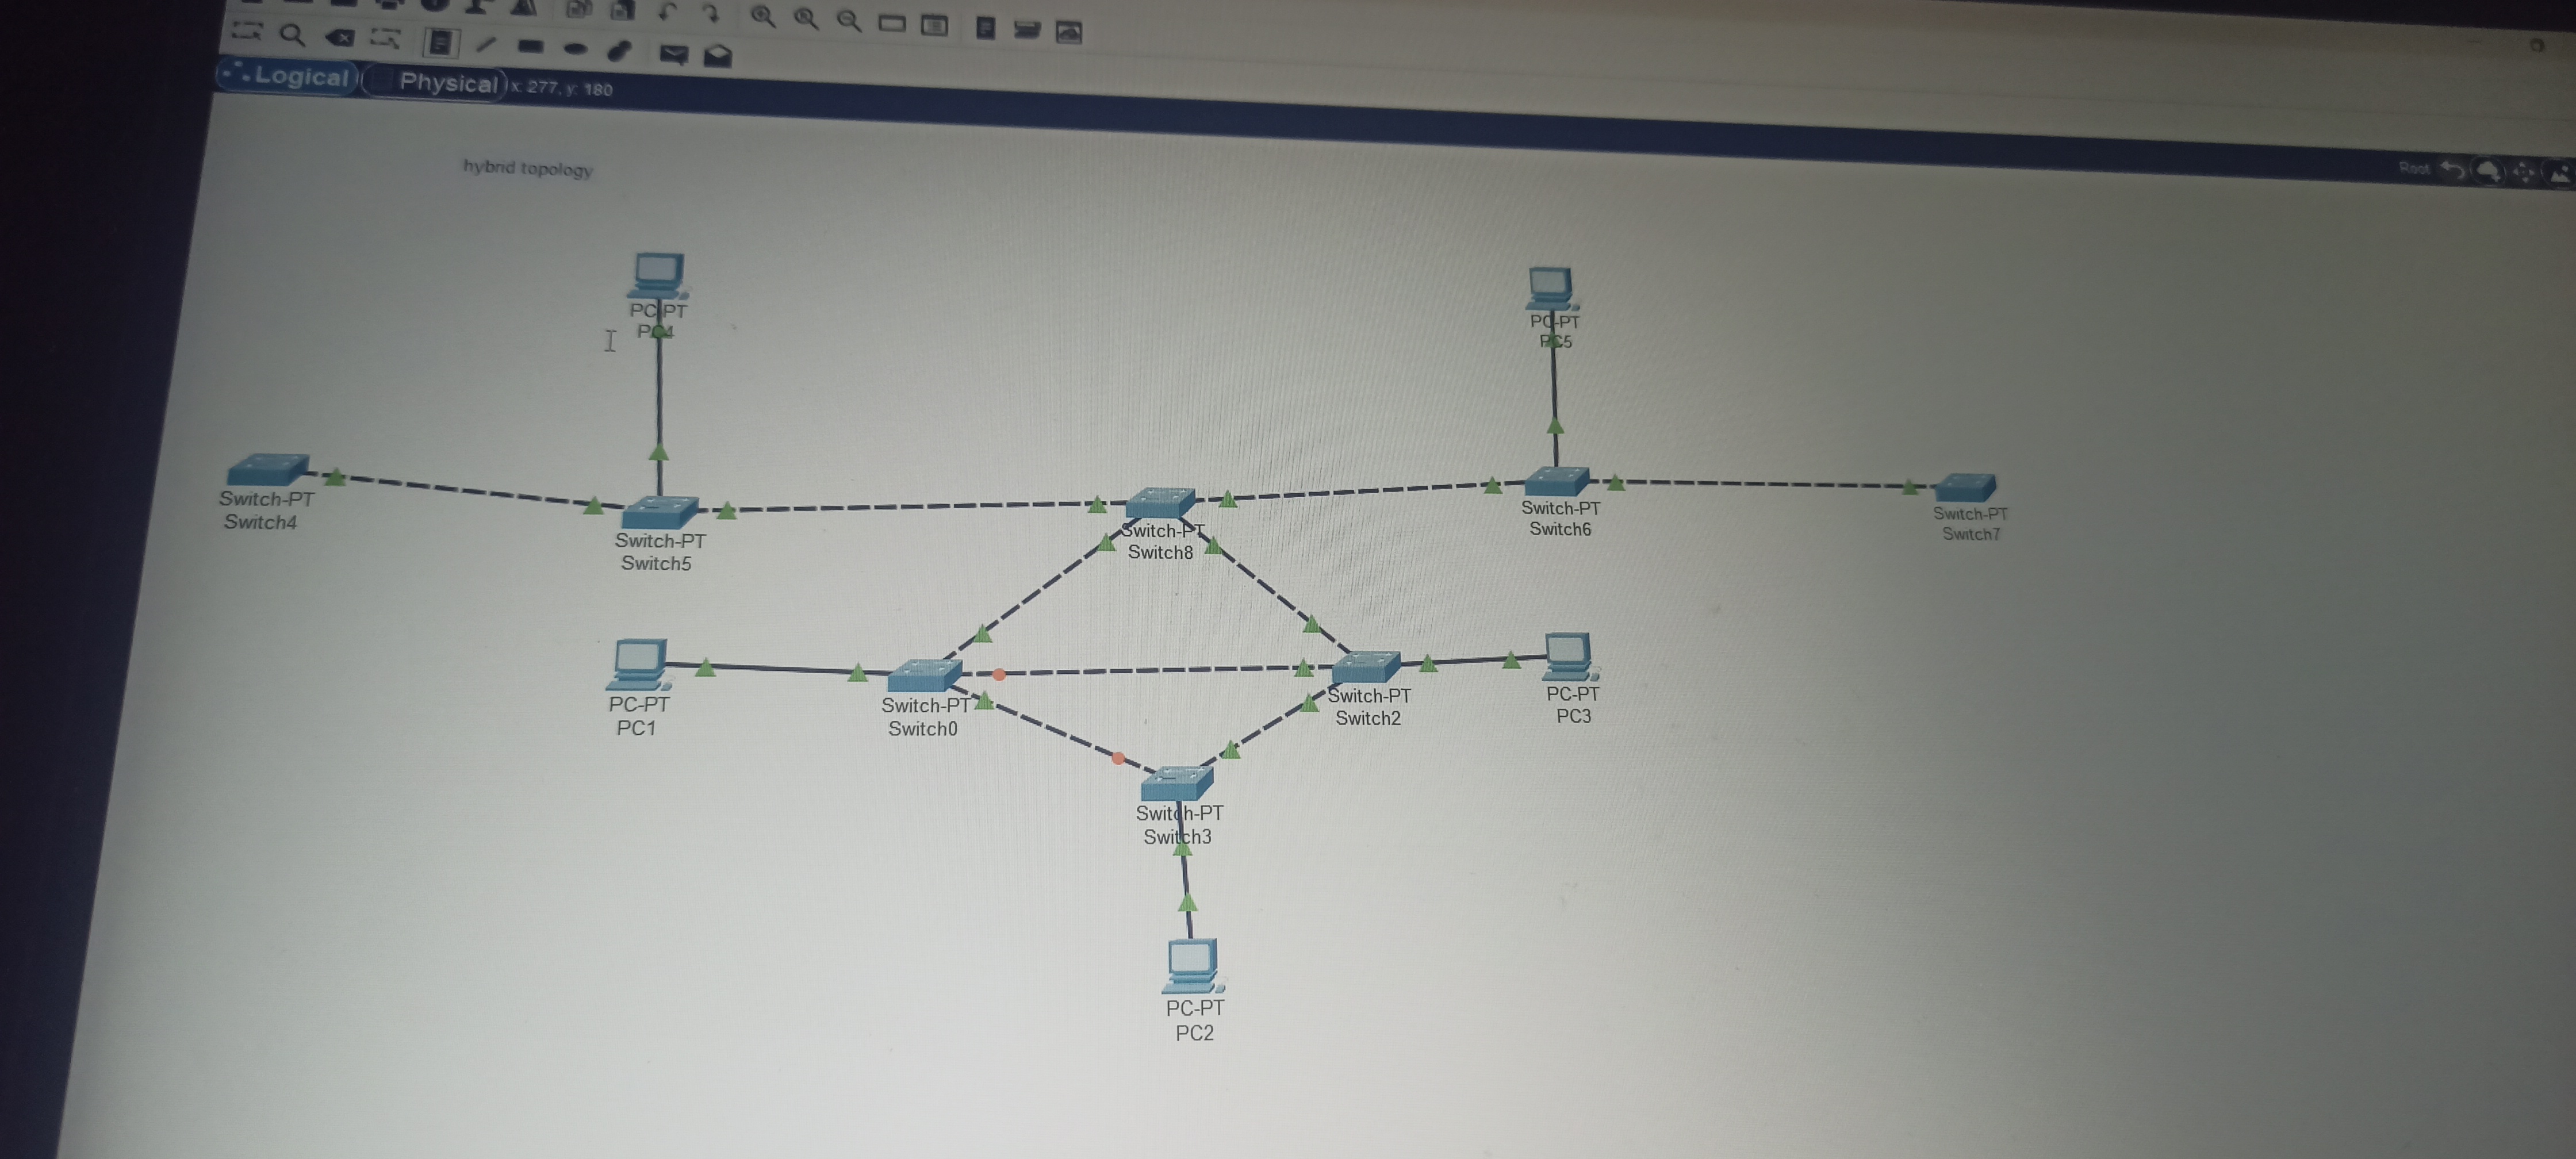 Logical
Physical
x: 277, y: 180
Root
hybrid topology
PC-PT
PC4
PC-PT
PC5
Switch-PT
Switch4
Switch-PT
Switch5
Switch-PT
Switch8
Switch-PT
Switch6
Switch-PT
Switch7
PC-PT
PC1
Switch-PT
Switch0
Switch-PT
Switch2
PC-PT
PC3
Switch-PT
Switch3
PC-PT
PC2